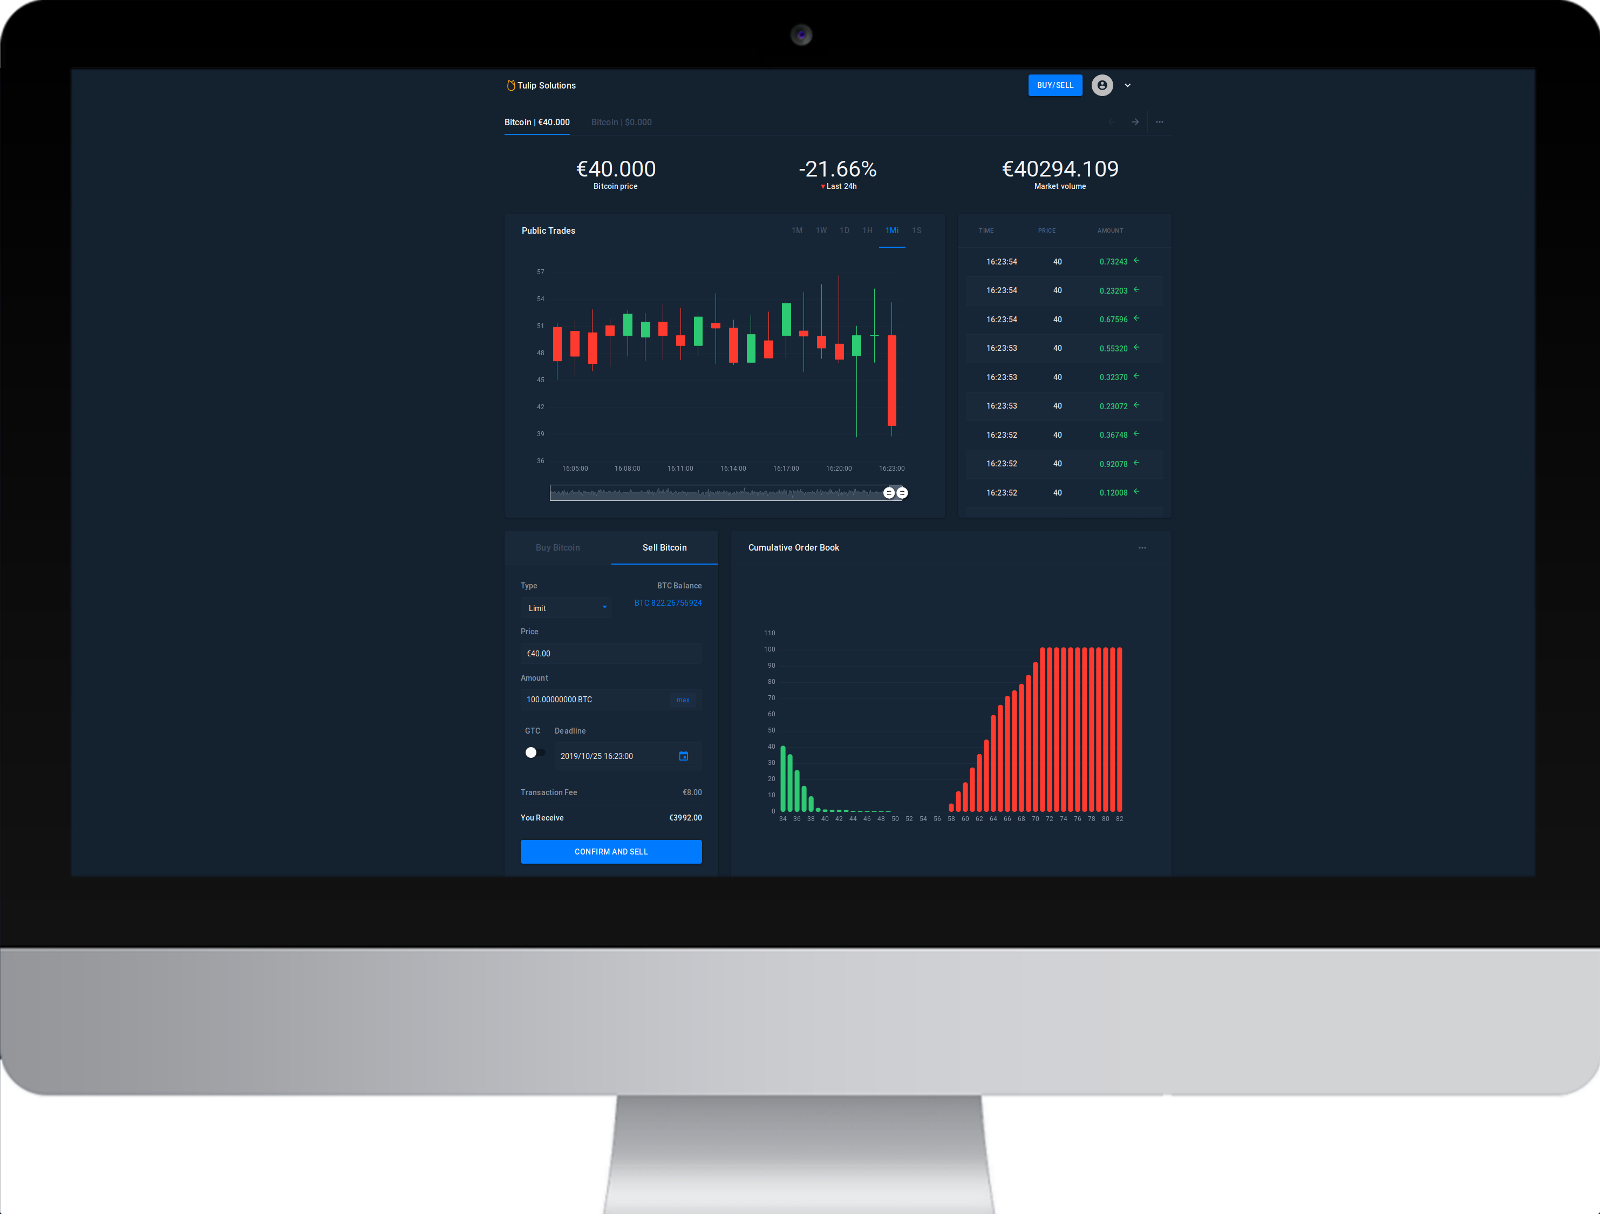 Tulip Solutions
BUY/SELL
Bitcoin | €40.000
Bitcoin | $0.000
€40.000
Bitcoin price
-21.66%
Last 24h
€40294.109
Market volume
Public Trades
1M 1W 1D 1H 1Mi 1S
57
54
51
48
45
42
39
36
16:05:00 16:08:00 16:11:00 16:14:00 16:17:00 16:20:00 16:23:00
TIME PRICE AMOUNT
16:23:54 40 0.73243
16:23:54 40 0.23203
16:23:54 40 0.67596
16:23:53 40 0.55320
16:23:53 40 0.32370
16:23:53 40 0.23072
16:23:52 40 0.36748
16:23:52 40 0.92078
16:23:52 40 0.12008
Buy Bitcoin
Sell Bitcoin
Type
BTC Balance
Limit
BTC 822.26756924
Price
€40.00
Amount
100.00000000 BTC
max
GTC
Deadline
2019/10/25 16:23:00
Transaction Fee
€8.00
You Receive
€3992.00
CONFIRM AND SELL
Cumulative Order Book
110
100
90
80
70
60
50
40
30
20
10
0
34 36 38 40 42 44 46 48 50 52 54 56 58 60 62 64 66 68 70 72 74 76 78 80 82